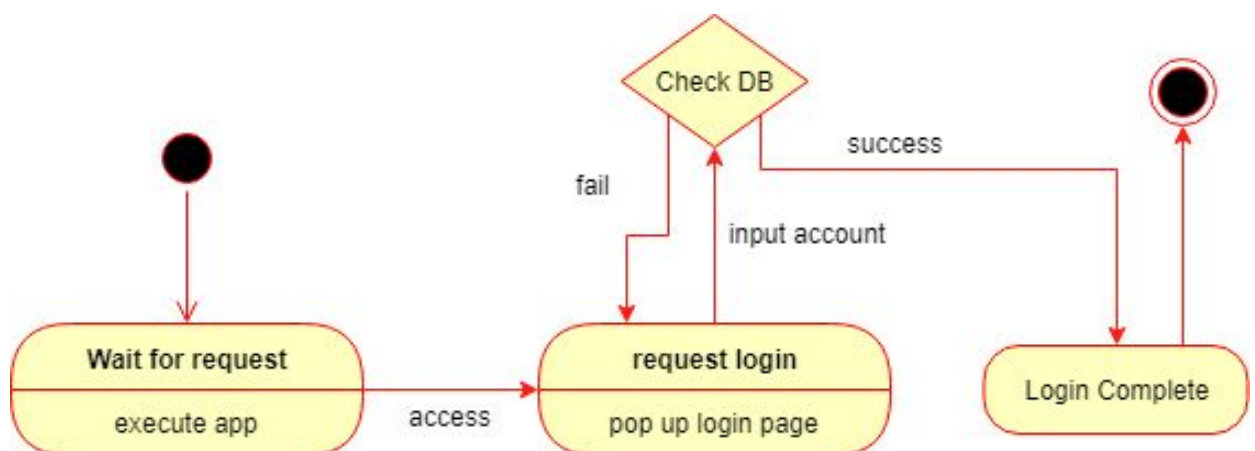 Check DB
success
fail
input account
Wait for request
execute app
access
request login
pop up login page
Login Complete